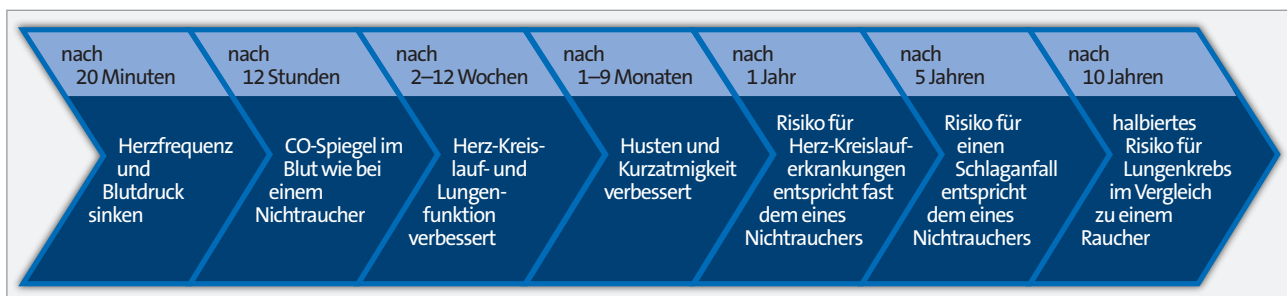 nach
20 Minuten
Herzfrequenz
und
Blutdruck
sinken
nach
12 Stunden
CO-Spiegel im
Blut wie bei
einem
Nichtraucher
nach
2–12 Wochen
Herz-Kreis-
lauf- und
Lungen-
funktion
verbessert
nach
1–9 Monaten
Husten und
Kurzatmigkeit
verbessert
nach
1 Jahr
Risiko für
Herz-Kreislauf-
erkrankungen
entspricht fast
dem eines
Nichtrauchers
nach
5 Jahren
Risiko für
einen
Schlaganfall
entspricht
dem eines
Nichtrauchers
nach
10 Jahren
halbiertes
Risiko für
Lungenkrebs
im Vergleich
zu einem
Raucher